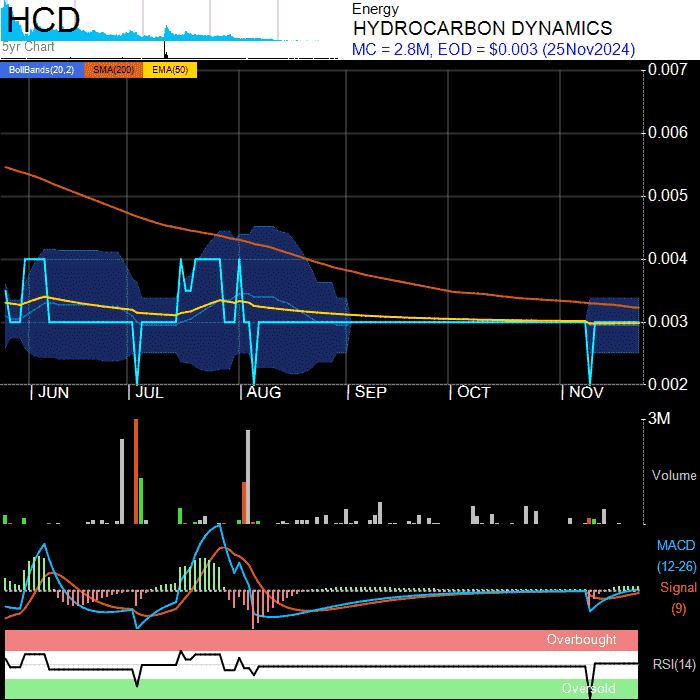 HCD
5yr Chart
Energy
HYDROCARBON DYNAMICS
MC = 2.8M, EOD = $0.003 (25Nov2024)
BollBands(20,2) SMA(200) EMA(50)
0.007
0.006
0.005
0.004
0.003
0.002
| JUN | JUL | AUG | SEP | OCT | NOV
3M
Volume
MACD
(12-26)
Signal
(9)
Overbought
RSI(14)
Oversold